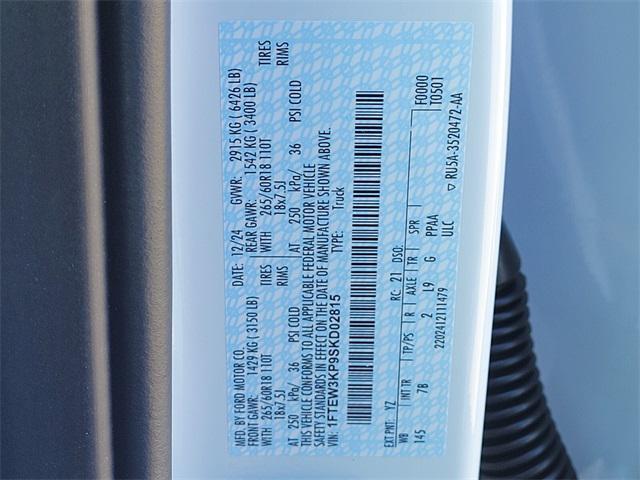 MFD. BY FORD MOTOR CO.
DATE: 12/24 GVWR: 2915 KG ( 6426 LB)
FRONT GAWR: 1429 KG ( 3150 LB)
REAR GAWR: 1542 KG ( 3400 LB)
WITH 265/60R18 110T TIRES
WITH 265/60R18 110T TIRES
18x7.5J RIMS
18x7.5J RIMS
AT 250 kPa/ 36 PSI COLD
AT 250 kPa/ 36 PSI COLD
THIS VEHICLE CONFORMS TO ALL APPLICABLE FEDERAL MOTOR VEHICLE
SAFETY STANDARDS IN EFFECT ON THE DATE OF MANUFACTURE SHOWN ABOVE.
VIN: 1FTEW3KP9SKD02815 TYPE: Truck
F0000
T0501
EXT PNT: YZ RC: 21 DSO:
WB INT TR TP/PS R AXLE TR SPR
145 7B 2 L9 G PPAA
2202412111479 ULC
▽ RU5A-3520472-AA